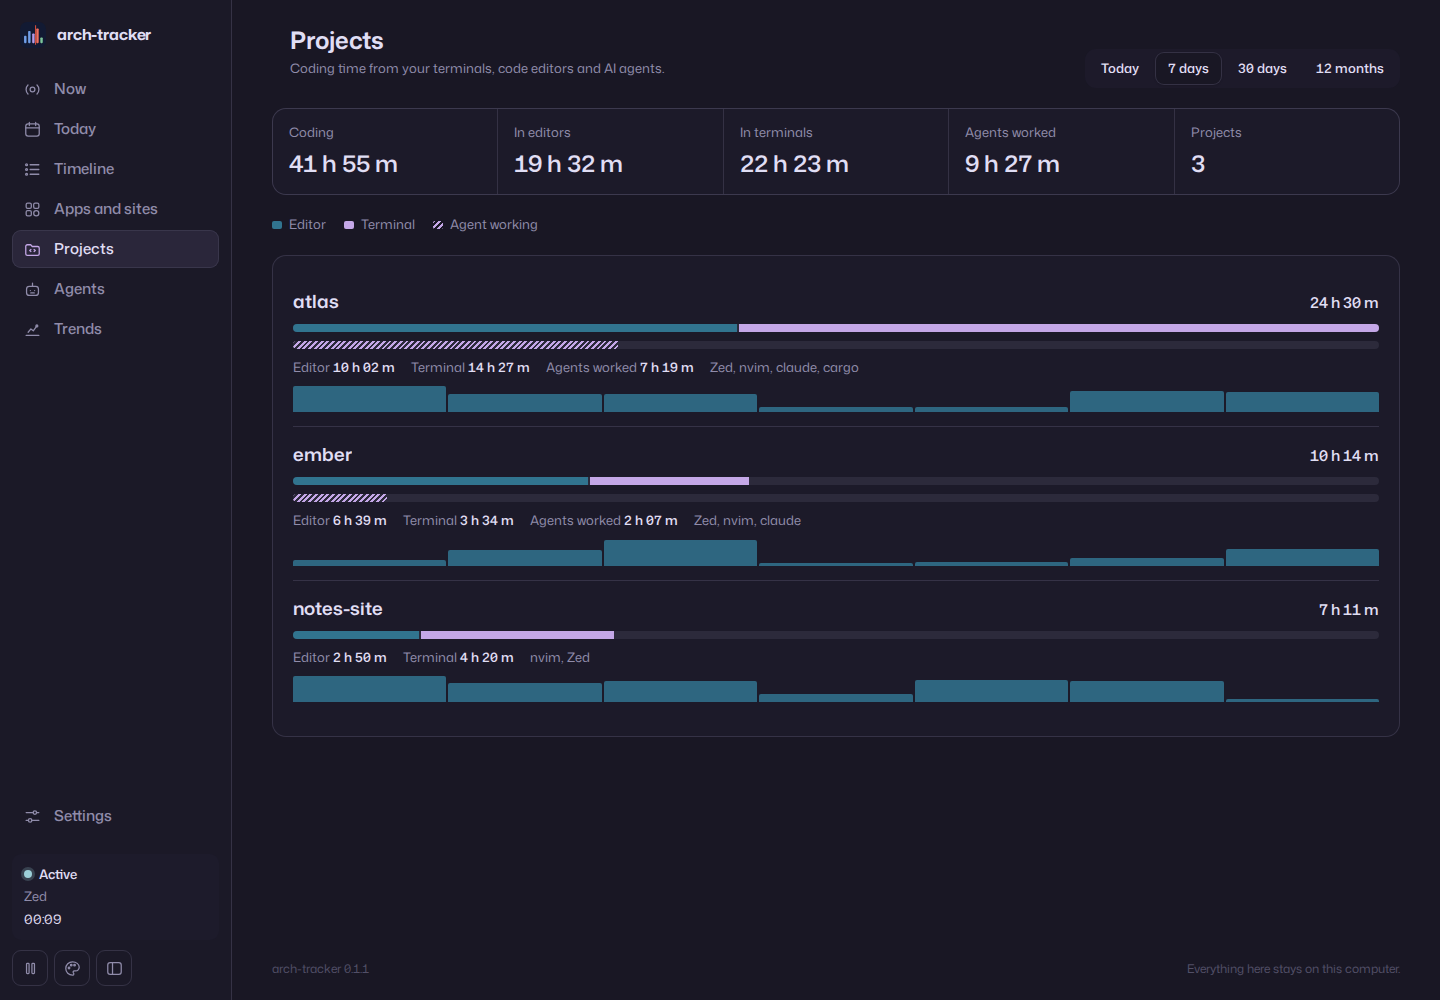 arch-tracker
Now
Today
Timeline
Apps and sites
Projects
Agents
Trends
Settings
Active
Zed
00:09
Projects
Coding time from your terminals, code editors and AI agents.
Today 7 days 30 days 12 months
Coding In editors In terminals Agents worked Projects
41 h 55 m 19 h 32 m 22 h 23 m 9 h 27 m 3
Editor Terminal Agent working
atlas 24 h 30 m
Editor 10 h 02 m Terminal 14 h 27 m Agents worked 7 h 19 m Zed, nvim, claude, cargo
ember 10 h 14 m
Editor 6 h 39 m Terminal 3 h 34 m Agents worked 2 h 07 m Zed, nvim, claude
notes-site 7 h 11 m
Editor 2 h 50 m Terminal 4 h 20 m nvim, Zed
arch-tracker 0.1.1 Everything here stays on this computer.